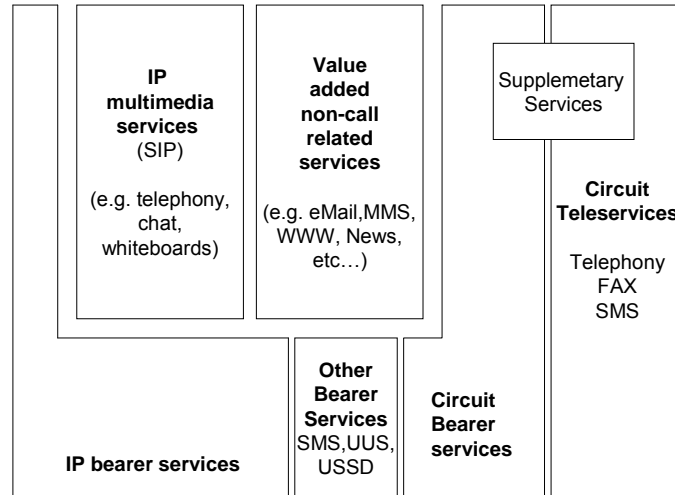 IP
multimedia
services
(SIP)
(e.g. telephony,
chat,
whiteboards)
Value
added
non-call
related
services
(e.g. eMail,MMS,
WWW, News,
etc…)
Supplemetary
Services
Circuit
Teleservices
Telephony
FAX
SMS
IP bearer services
Other
Bearer
Services
SMS,UUS,
USSD
Circuit
Bearer
services